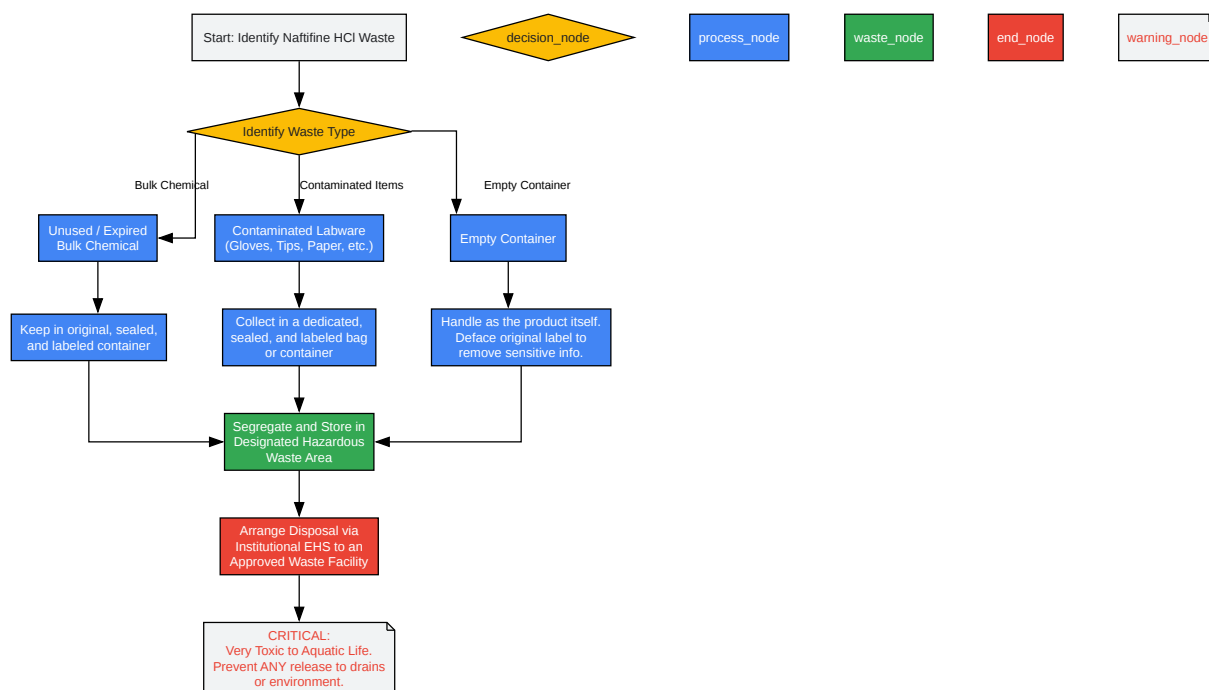 Start: Identify Naftifine HCl Waste
decision_node
process_node
waste_node
end_node
warning_node
Identify Waste Type
Bulk Chemical
Contaminated Items
Empty Container
Unused / Expired
Bulk Chemical
Contaminated Labware
(Gloves, Tips, Paper, etc.)
Empty Container
Keep in original, sealed,
and labeled container
Collect in a dedicated,
sealed, and labeled bag
or container
Handle as the product itself.
Deface original label to
remove sensitive info.
Segregate and Store in
Designated Hazardous
Waste Area
Arrange Disposal via
Institutional EHS to an
Approved Waste Facility
CRITICAL:
Very Toxic to Aquatic Life.
Prevent ANY release to drains
or environment.